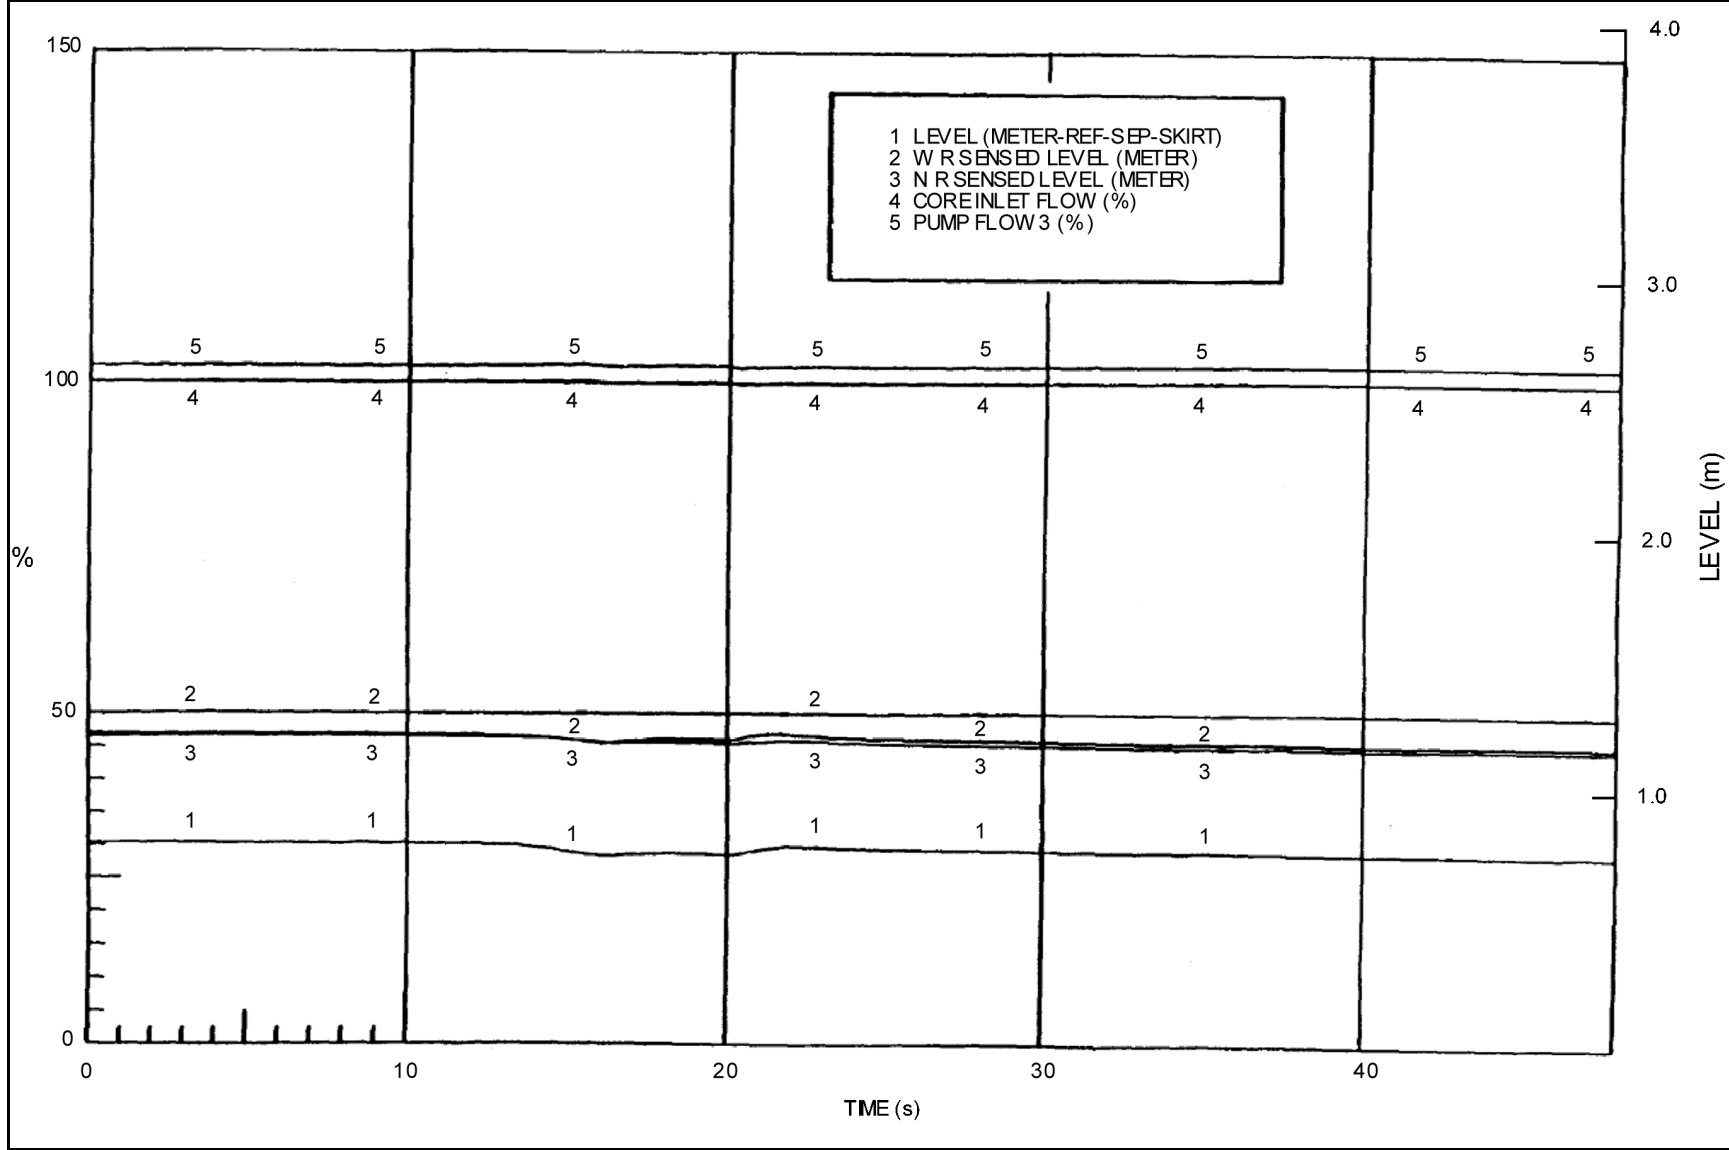 150
4.0
1 LEVEL (METER-REF-SEP-SKIRT)
2 W R SENSED LEVEL (METER)
3 N R SENSED LEVEL (METER)
4 CORE INLET FLOW (%)
5 PUMP FLOW 3 (%)
3.0
5 5 5 5 5 5 5 5
100
4 4 4 4 4 4 4 4
LEVEL (m)
%
2.0
50
2 2 2 2 2 2
3 3 3 3 3 3
1.0
1 1 1 1 1 1
0
0 10 20 30 40
TIME (s)